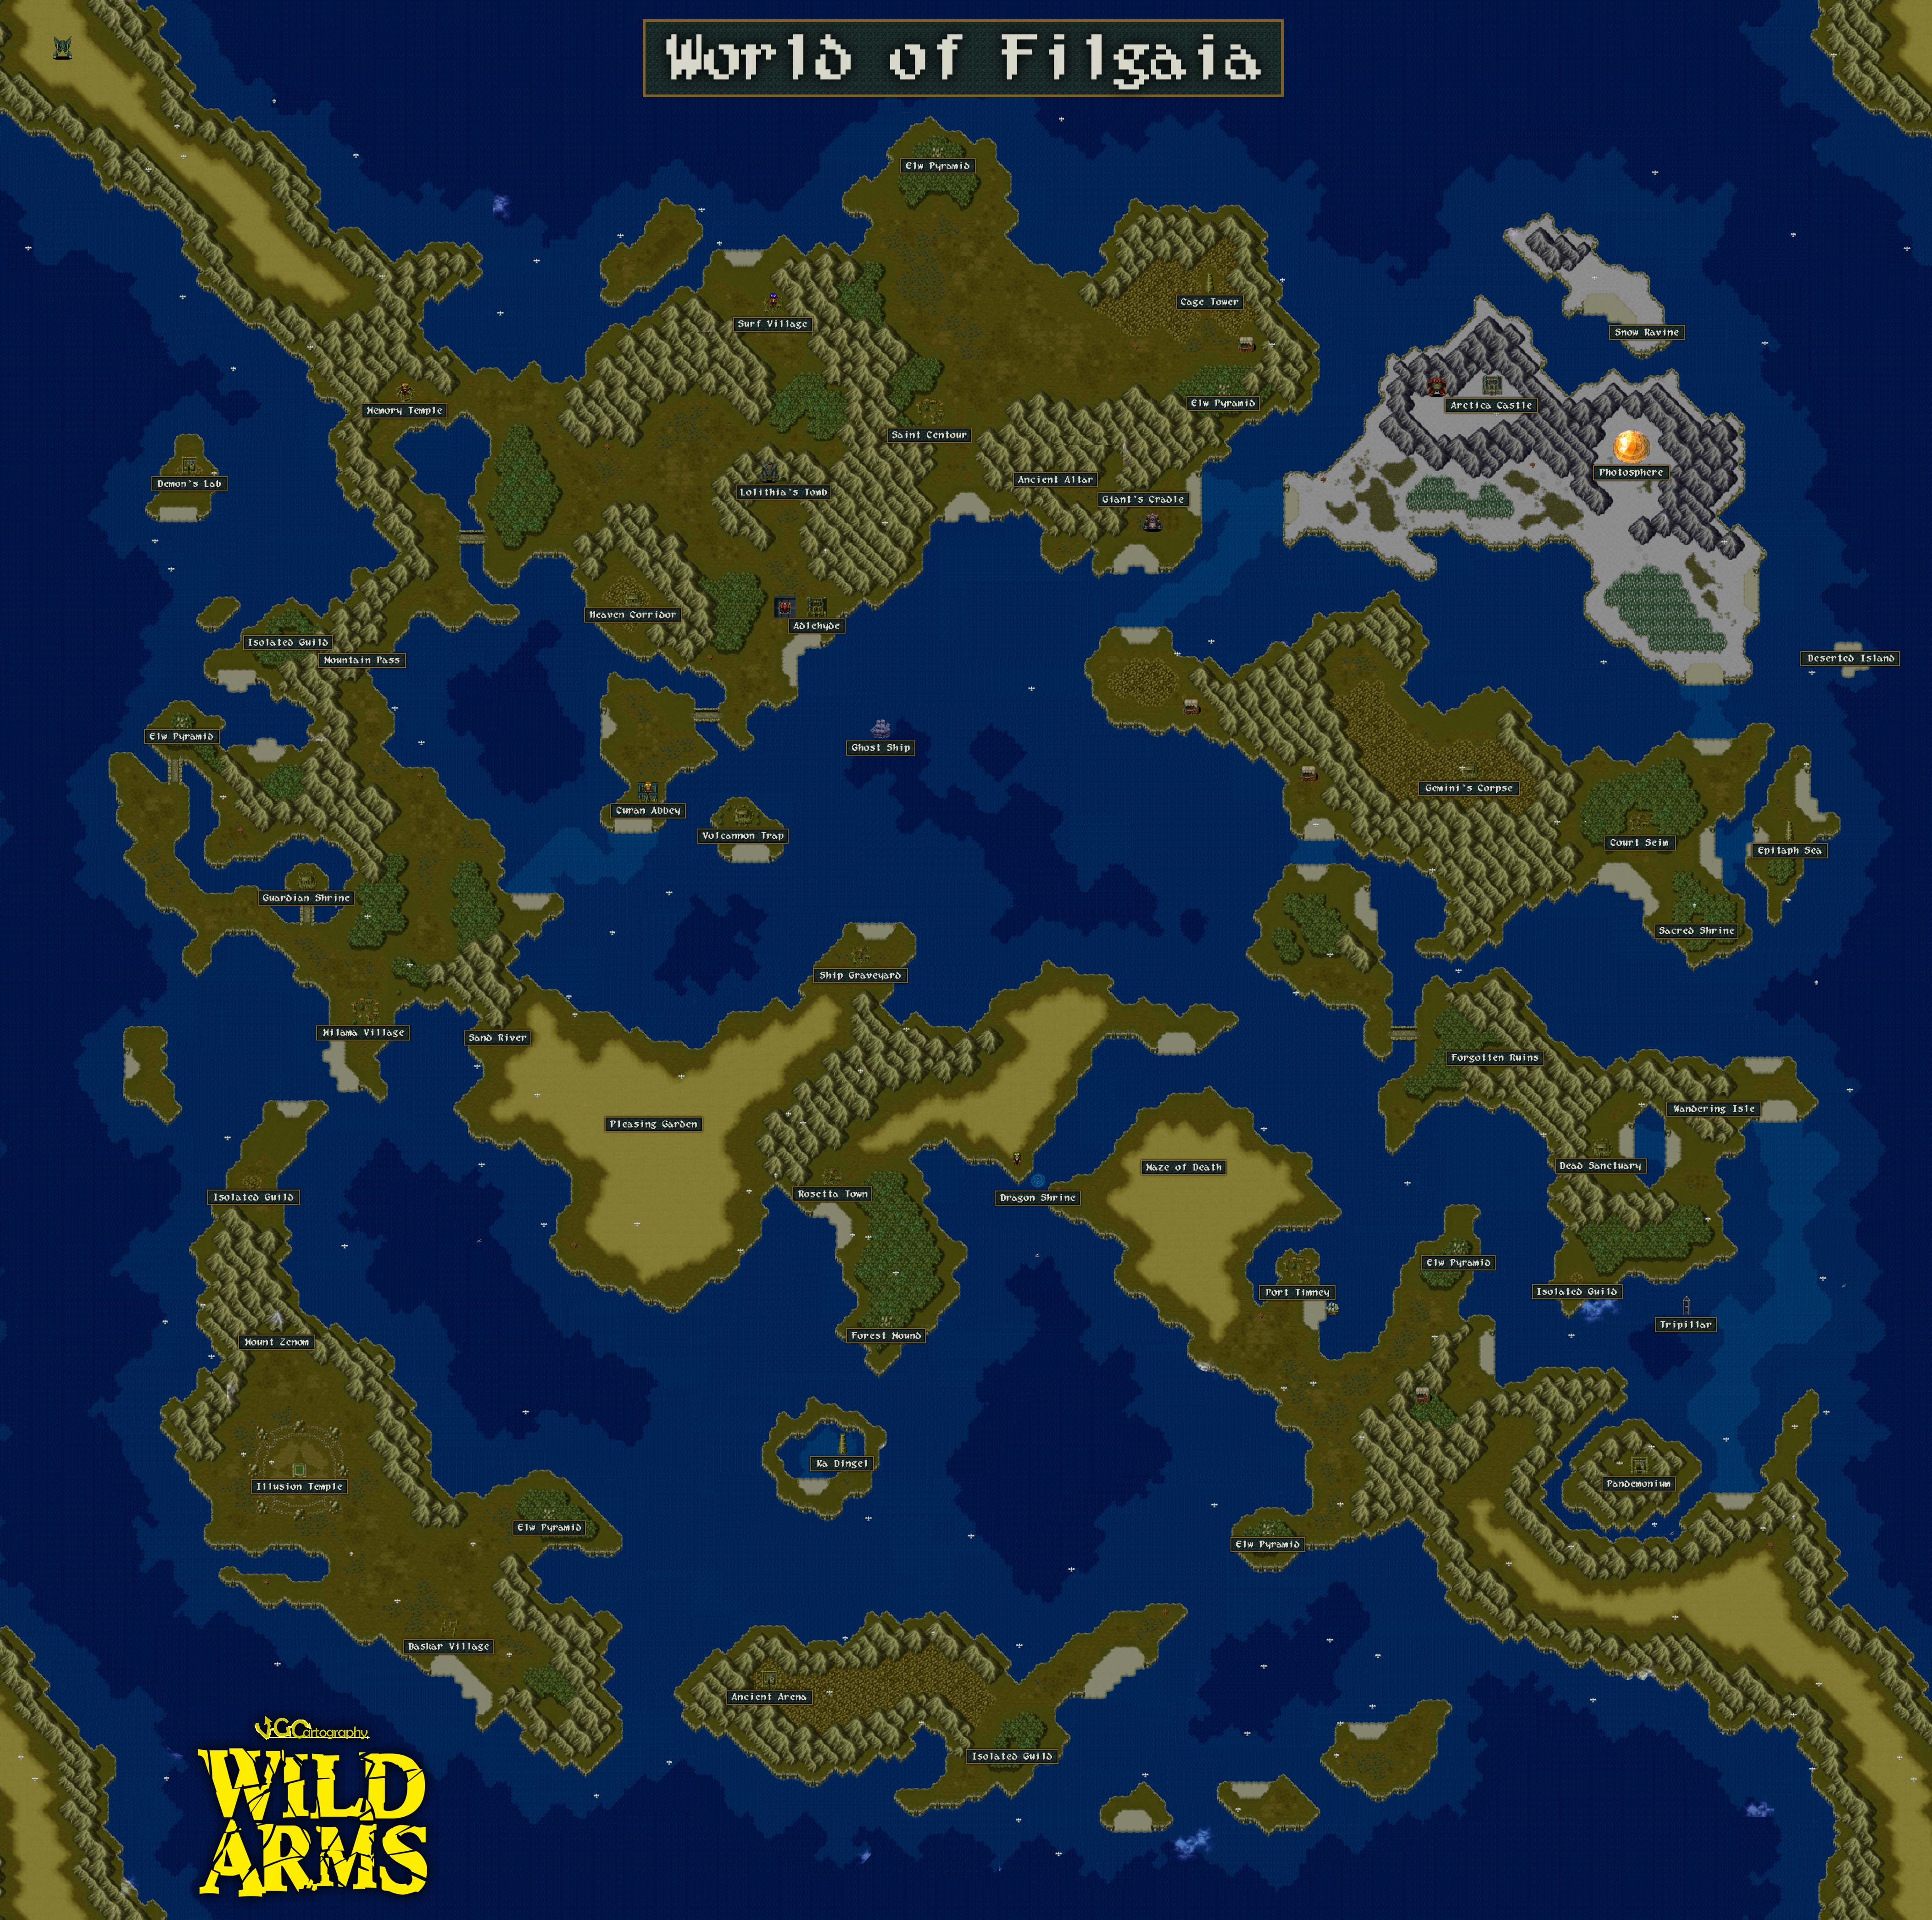 World of Filgaia
Elw Pyramid
Cage Tower
Surf Village
Snow Ravine
Elw Pyramid
Arctica Castle
Memory Temple
Saint Centour
Photosphere
Ancient Altar
Demon's Lab
Lolithia's Tomb
Giant's Cradle
Heaven Corridor
Adlehyde
Isolated Guild
Mountain Pass
Deserted Island
Elw Pyramid
Ghost Ship
Gemini's Corpse
Curan Abbey
Volcannon Trap
Court Seim
Epitaph Sea
Guardian Shrine
Sacred Shrine
Ship Graveyard
Milama Village
Sand River
Forgotten Ruins
Wandering Isle
Pleasing Garden
Dead Sanctuary
Maze of Death
Rosetta Town
Isolated Guild
Dragon Shrine
Elw Pyramid
Port Timney
Isolated Guild
Tripillar
Forest Mound
Mount Zenom
Ka Dingel
Pandemonium
Illusion Temple
Elw Pyramid
Elw Pyramid
Baskar Village
Ancient Arena
Isolated Guild
VGCartography
WILD
ARMS